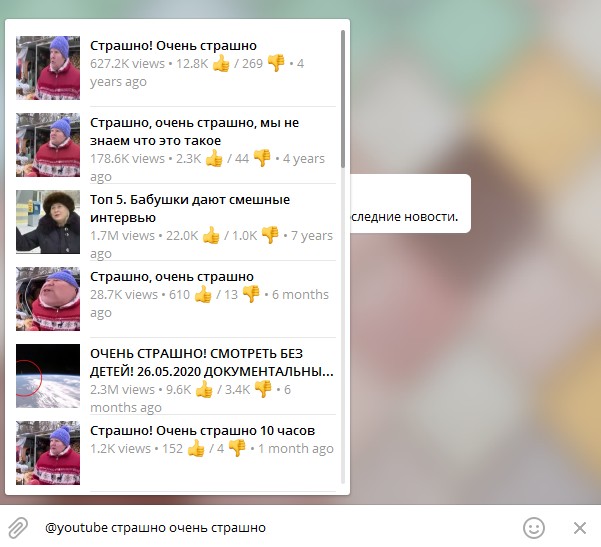 Страшно! Очень страшно
627.2K views • 12.8K 👍 / 269 👎 • 4
years ago
Страшно, очень страшно, мы не
знаем что это такое
178.6K views • 2.3K 👍 / 44 👎 • 4 years
ago
Топ 5. Бабушки дают смешные
интервью
1.7M views • 22.0K 👍 / 1.0K 👎 • 7 years
ago
следние новости.
Страшно, очень страшно
28.7K views • 610 👍 / 13 👎 • 6 months
ago
ОЧЕНЬ СТРАШНО! СМОТРЕТЬ БЕЗ
ДЕТЕЙ! 26.05.2020 ДОКУМЕНТАЛЬНЫ...
2.3M views • 9.6K 👍 / 3.4K 👎 • 6
months ago
Страшно! Очень страшно 10 часов
1.2K views • 152 👍 / 4 👎 • 1 month ago
@youtube страшно очень страшно